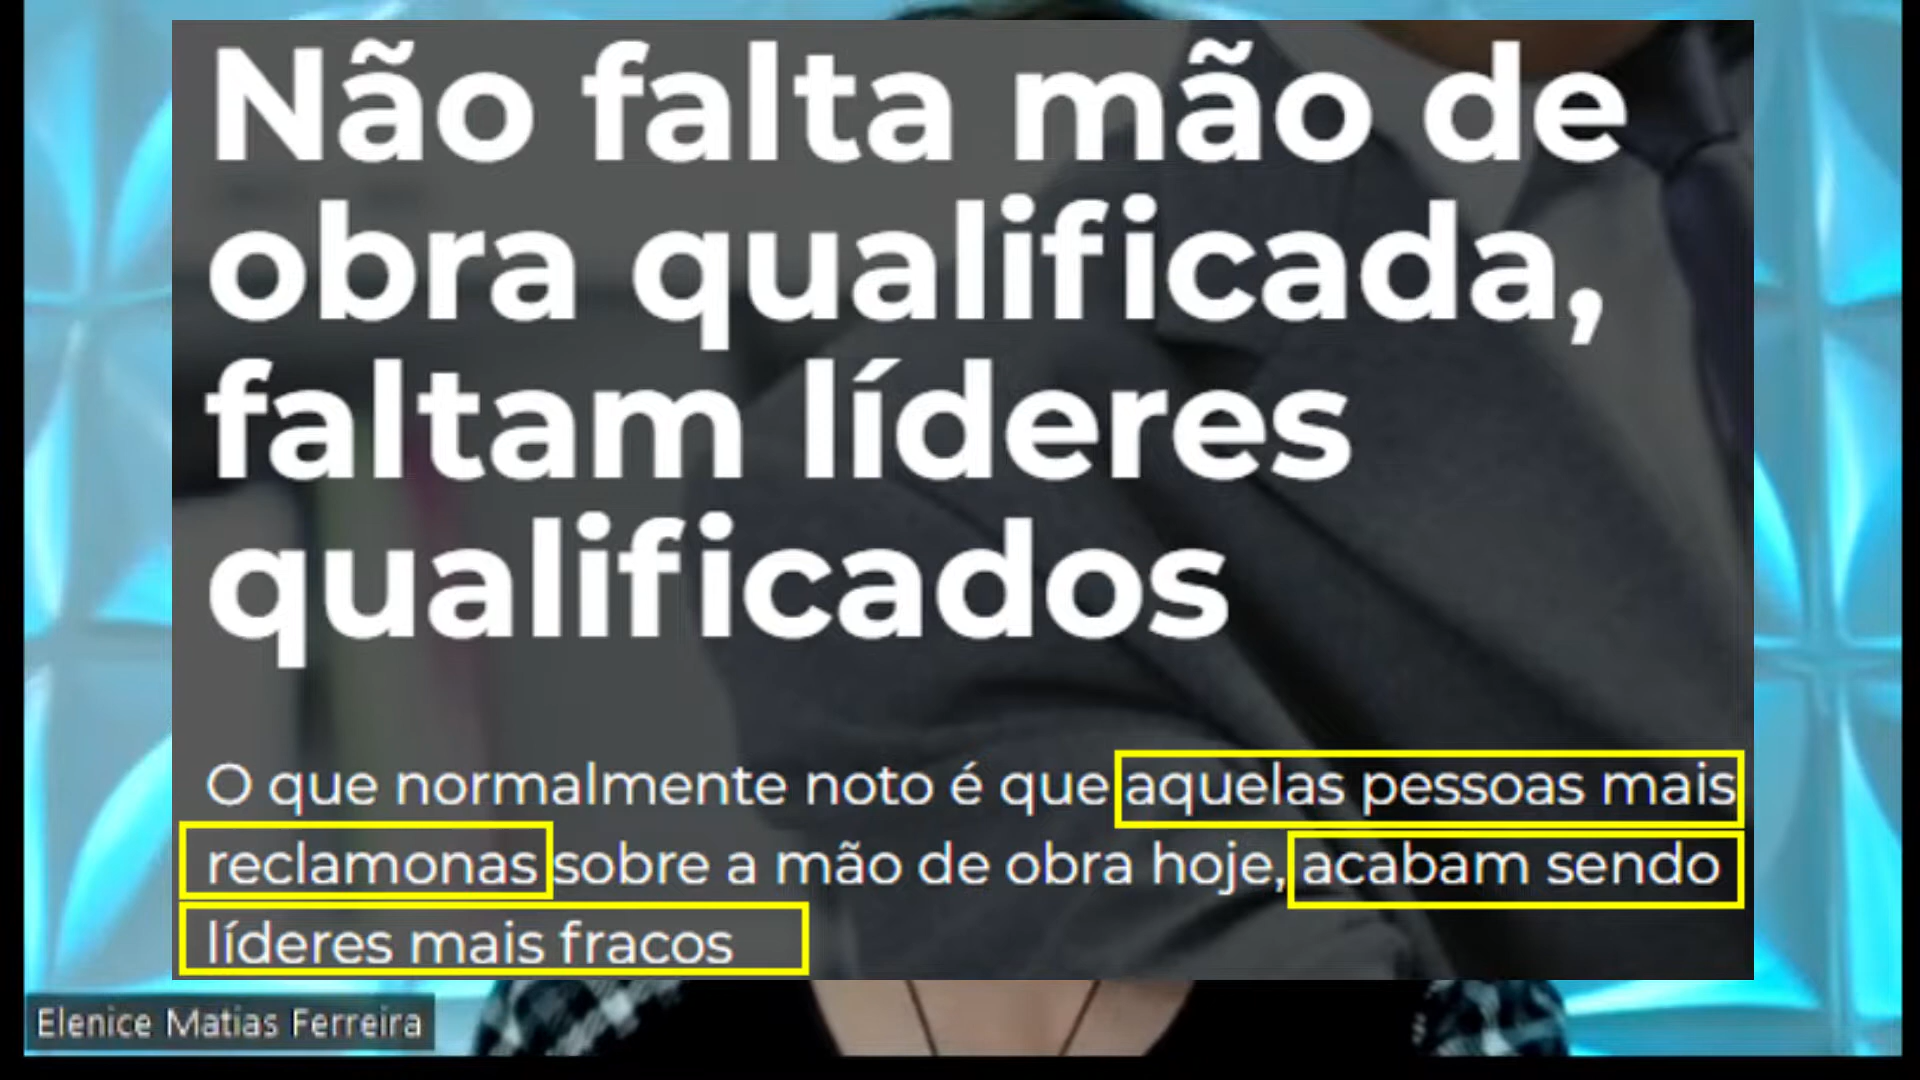 Não falta mão de
obra qualificada,
faltam líderes
qualificados
O que normalmente noto é que aquelas pessoas mais
reclamonas sobre a mão de obra hoje, acabam sendo
líderes mais fracos
Elenice Matias Ferreira